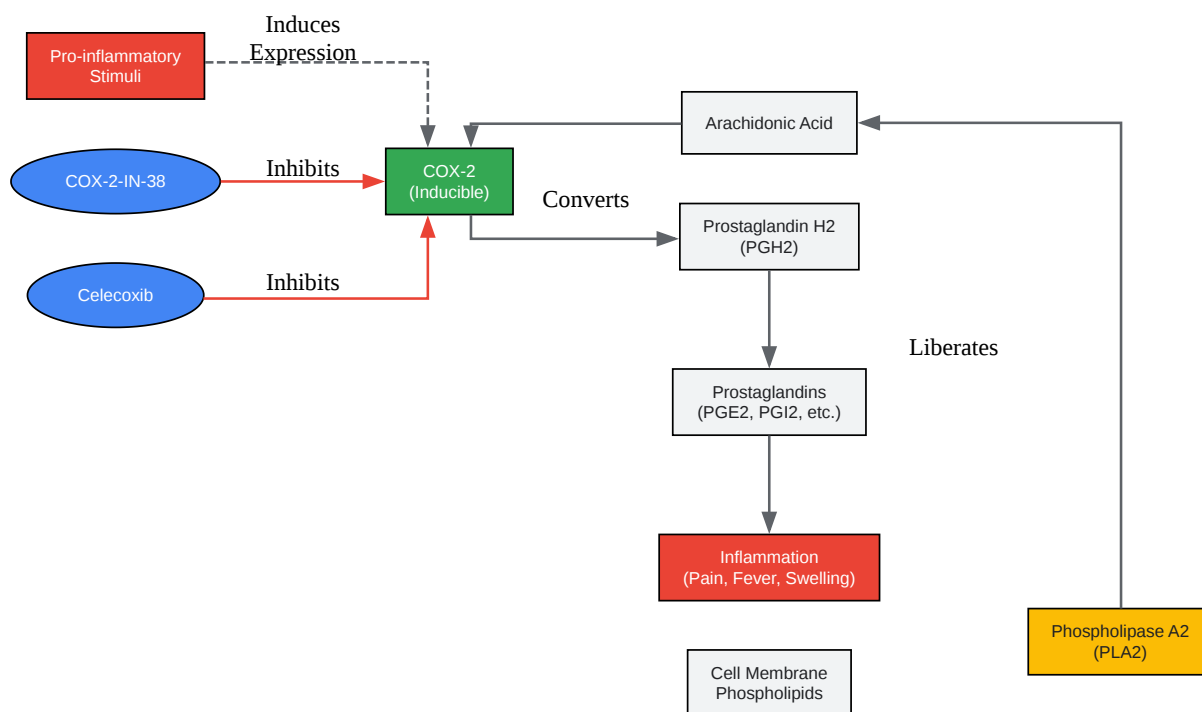 Induces
Expression
Pro-inflammatory
Stimuli
Arachidonic Acid
COX-2-IN-38
Inhibits
COX-2
(Inducible)
Converts
Prostaglandin H2
(PGH2)
Celecoxib
Inhibits
Liberates
Prostaglandins
(PGE2, PGI2, etc.)
Inflammation
(Pain, Fever, Swelling)
Phospholipase A2
(PLA2)
Cell Membrane
Phospholipids